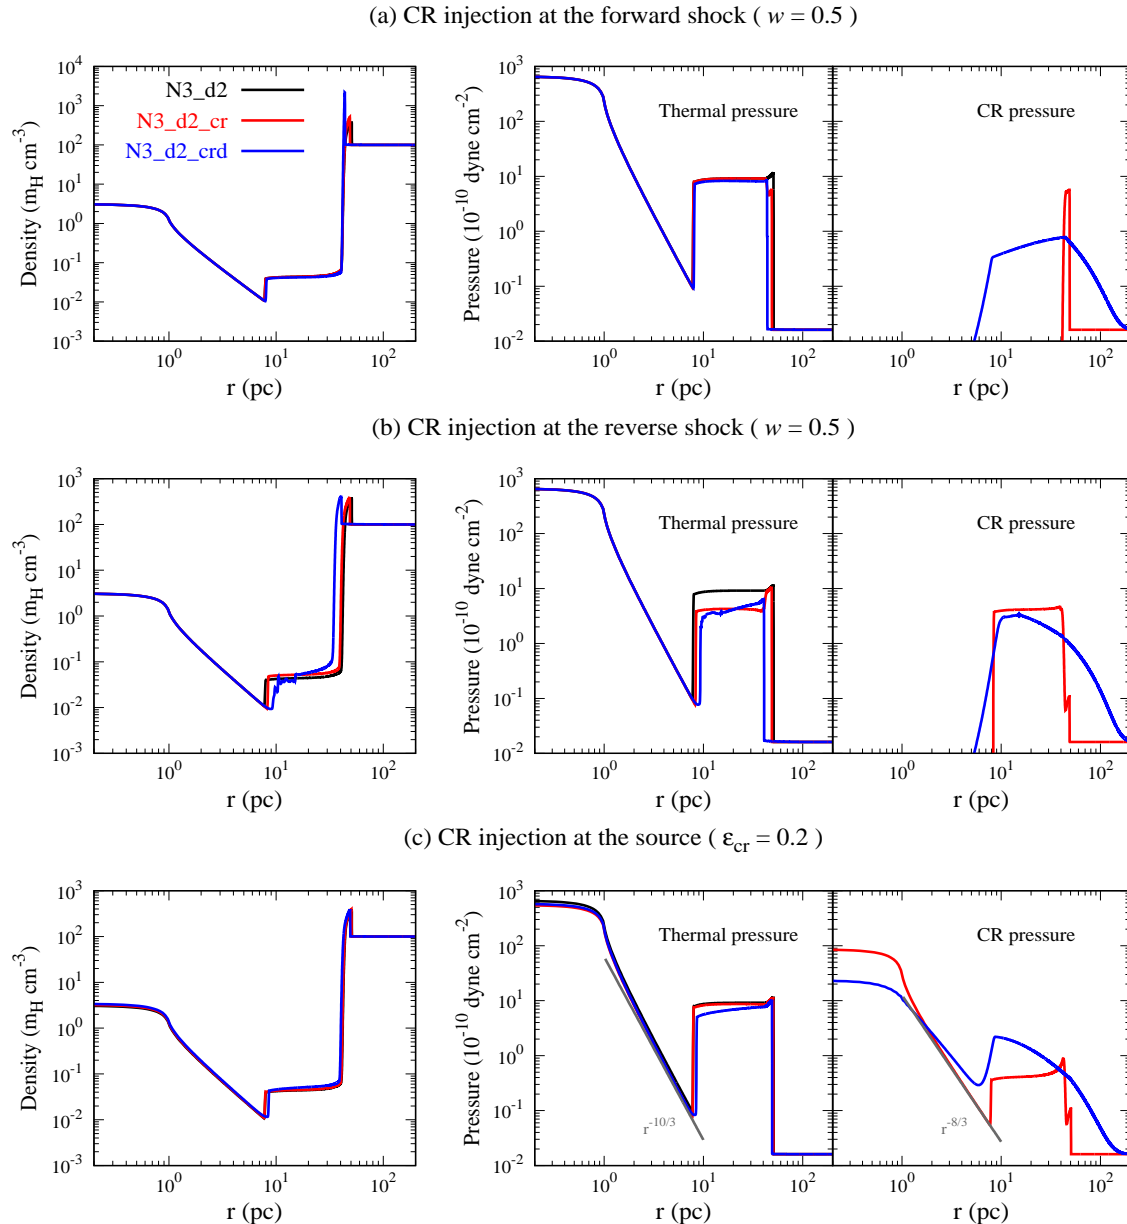 (a) CR injection at the forward shock ( w = 0.5)
10^4
10^3
10^2
10^1
10^0
10^-1
10^-2
10^-3
Density (m_H cm^-3)
N3_d2
N3_d2_cr
N3_d2_crd
10^0 10^1 10^2
r (pc)
10^3
10^2
10^1
10^0
10^-1
10^-2
Pressure (10^-10 dyne cm^-2)
Thermal pressure
CR pressure
10^0 10^1 10^2
r (pc)
10^0 10^1 10^2
r (pc)
(b) CR injection at the reverse shock ( w = 0.5 )
10^3
10^2
10^1
10^0
10^-1
10^-2
10^-3
Density (m_H cm^-3)
10^0 10^1 10^2
r (pc)
10^3
10^2
10^1
10^0
10^-1
10^-2
Pressure (10^-10 dyne cm^-2)
Thermal pressure
CR pressure
10^0 10^1 10^2
r (pc)
10^0 10^1 10^2
r (pc)
(c) CR injection at the source ( ε_cr = 0.2 )
10^3
10^2
10^1
10^0
10^-1
10^-2
10^-3
Density (m_H cm^-3)
10^0 10^1 10^2
r (pc)
10^3
10^2
10^1
10^0
10^-1
10^-2
Pressure (10^-10 dyne cm^-2)
Thermal pressure
r^-10/3
CR pressure
r^-8/3
10^0 10^1 10^2
r (pc)
10^0 10^1 10^2
r (pc)